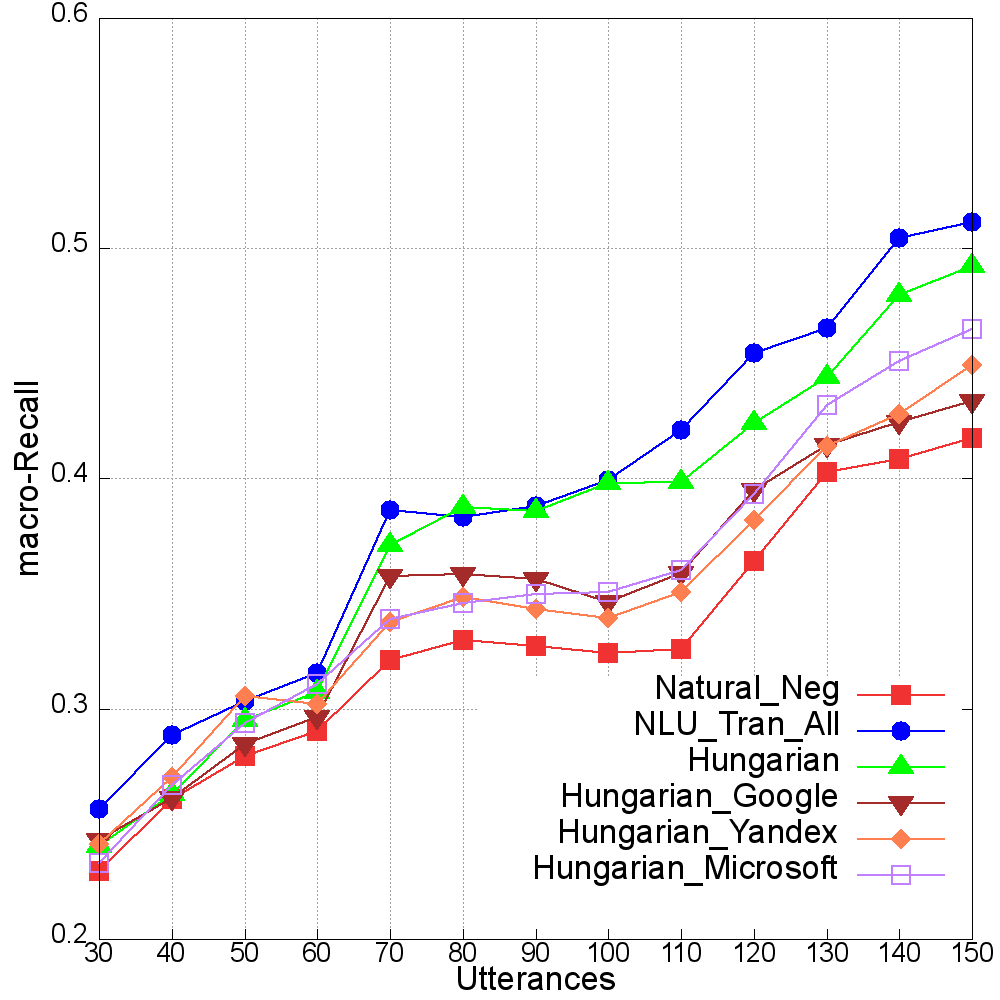 0.6
0.5
0.4
0.3
0.2
macro-Recall
Natural_Neg
NLU_Tran_All
Hungarian
Hungarian_Google
Hungarian_Yandex
Hungarian_Microsoft
30 40 50 60 70 80 90 100 110 120 130 140 150
Utterances